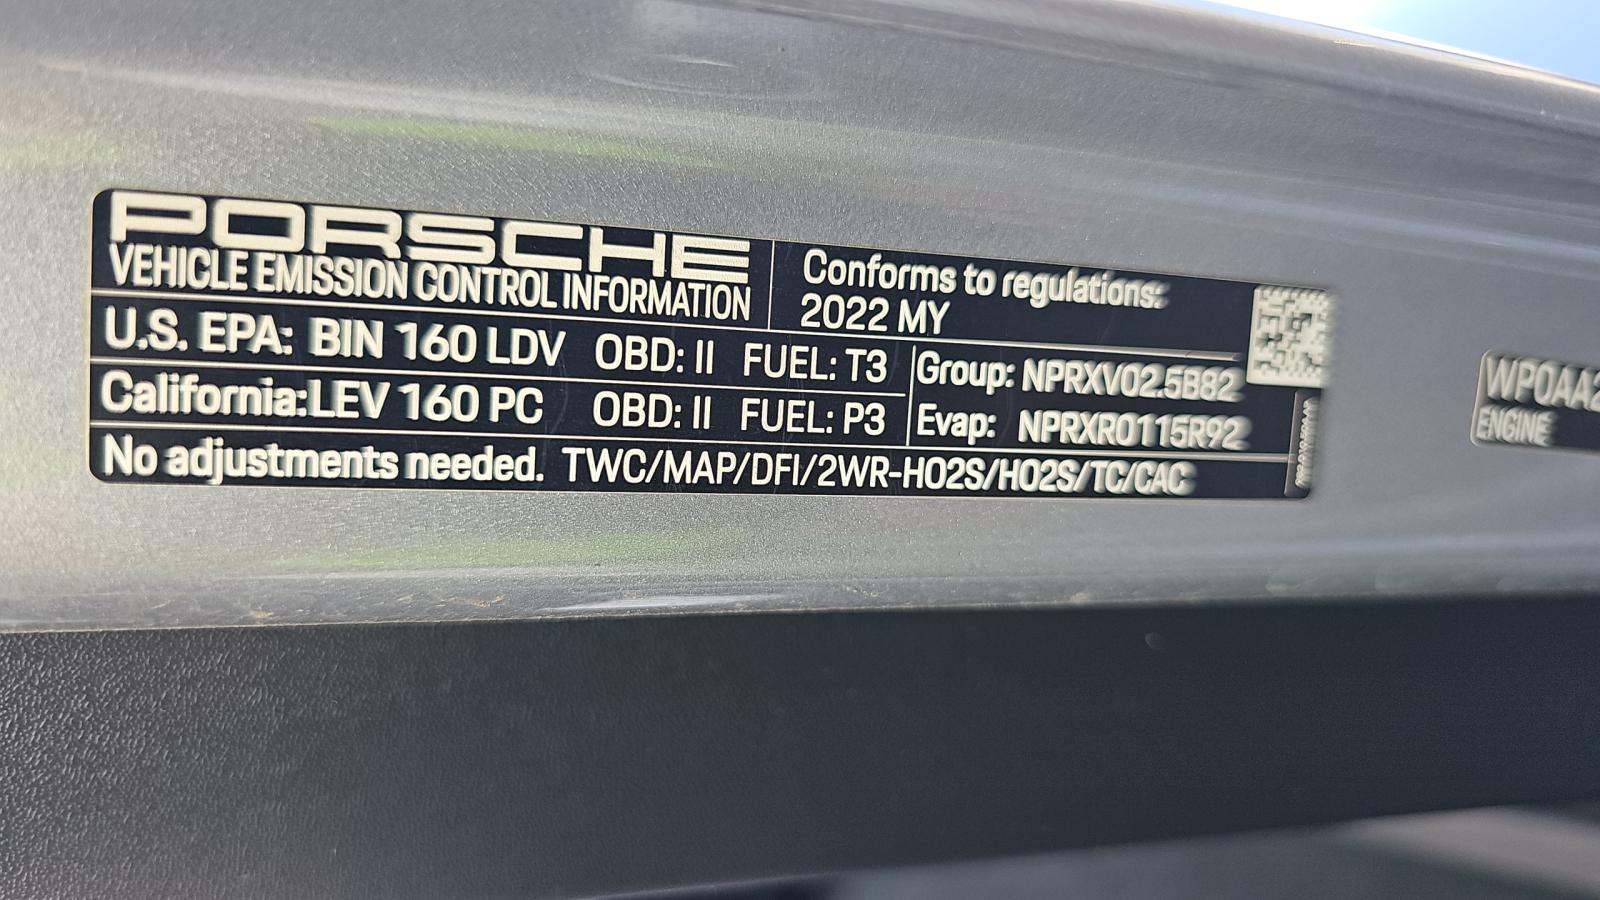 PORSCHE
VEHICLE EMISSION CONTROL INFORMATION
Conforms to regulations:
2022 MY
U.S. EPA: BIN 160 LDV OBD: II FUEL: T3
California:LEV 160 PC OBD: II FUEL: P3
Group: NPRXV02.5B82
Evap: NPRXR0115R92
No adjustments needed. TWC/MAP/DFI/2WR-HO2S/HO2S/TC/CAC
WP0AA2
ENGINE